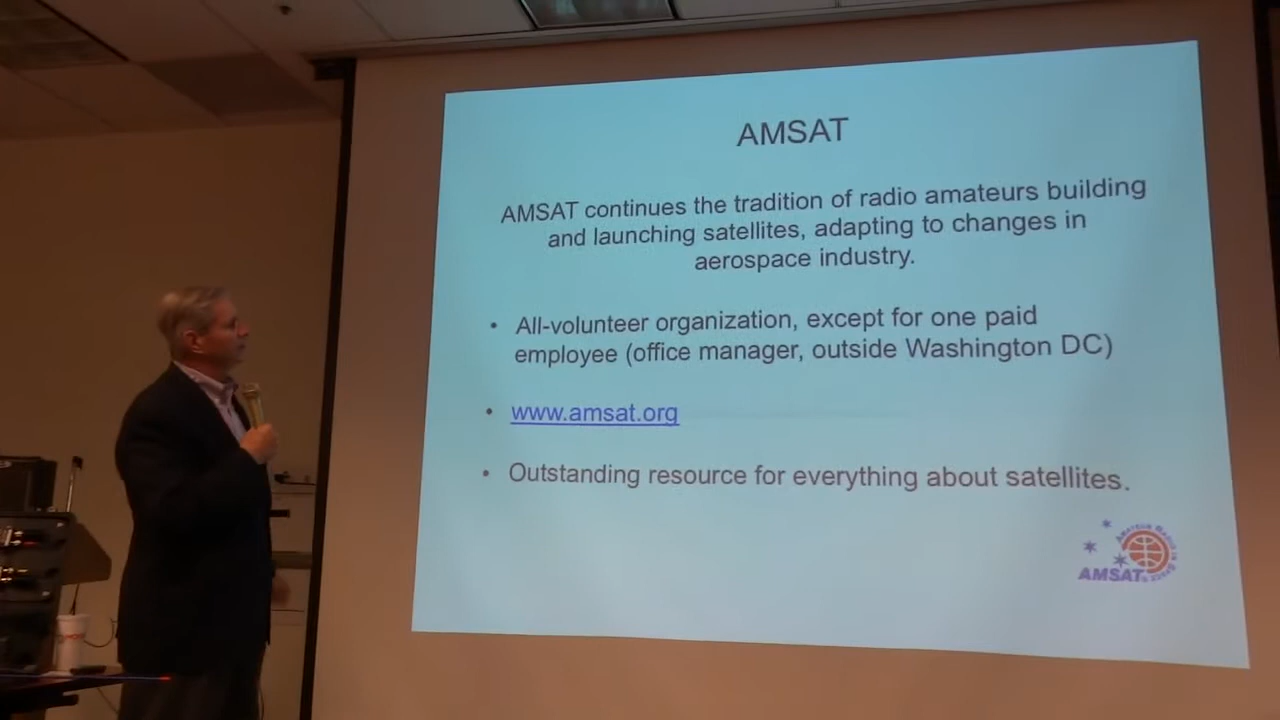 AMSAT
AMSAT continues the tradition of radio amateurs building
and launching satellites, adapting to changes in
aerospace industry.
• All-volunteer organization, except for one paid
employee (office manager, outside Washington DC)
• www.amsat.org
• Outstanding resource for everything about satellites.
AMSAT